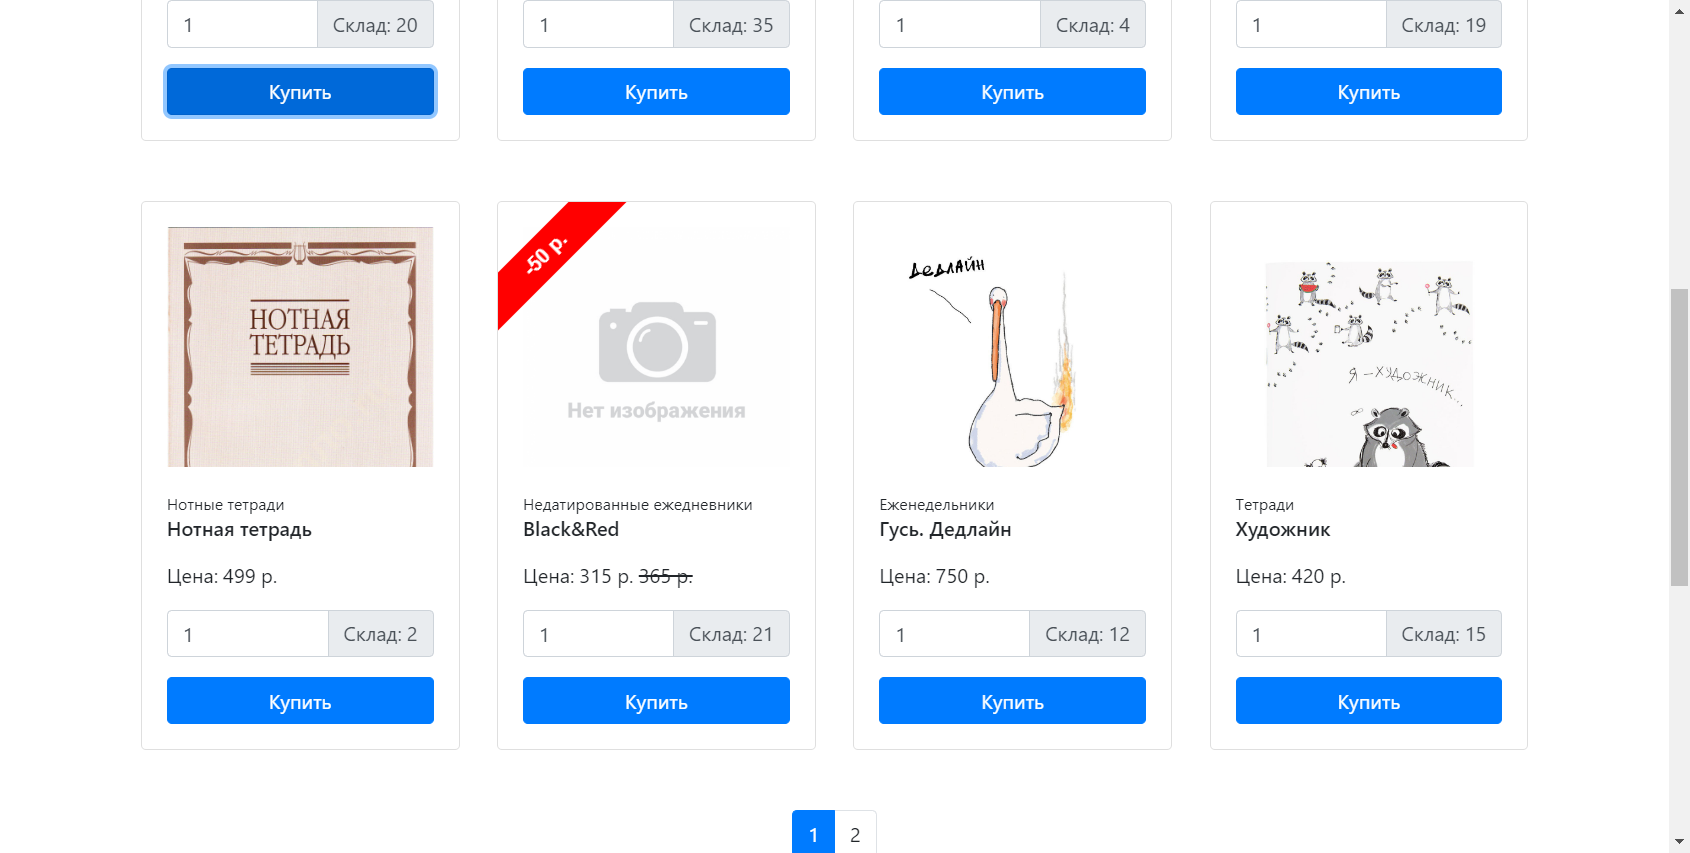 1 Склад: 20
1 Склад: 35
1 Склад: 4
1 Склад: 19
Купить
Купить
Купить
Купить
НОТНАЯ
ТЕТРАДЬ
Нотные тетради
Нотная тетрадь
Цена: 499 р.
1 Склад: 2
Купить
-50 р.
Нет изображения
Недатированные ежедневники
Black&Red
Цена: 315 р. 365 р.
1 Склад: 21
Купить
Дедлайн
Еженедельники
Гусь. Дедлайн
Цена: 750 р.
1 Склад: 12
Купить
Я - ХУДОЖНИК...
Тетради
Художник
Цена: 420 р.
1 Склад: 15
Купить
1 2